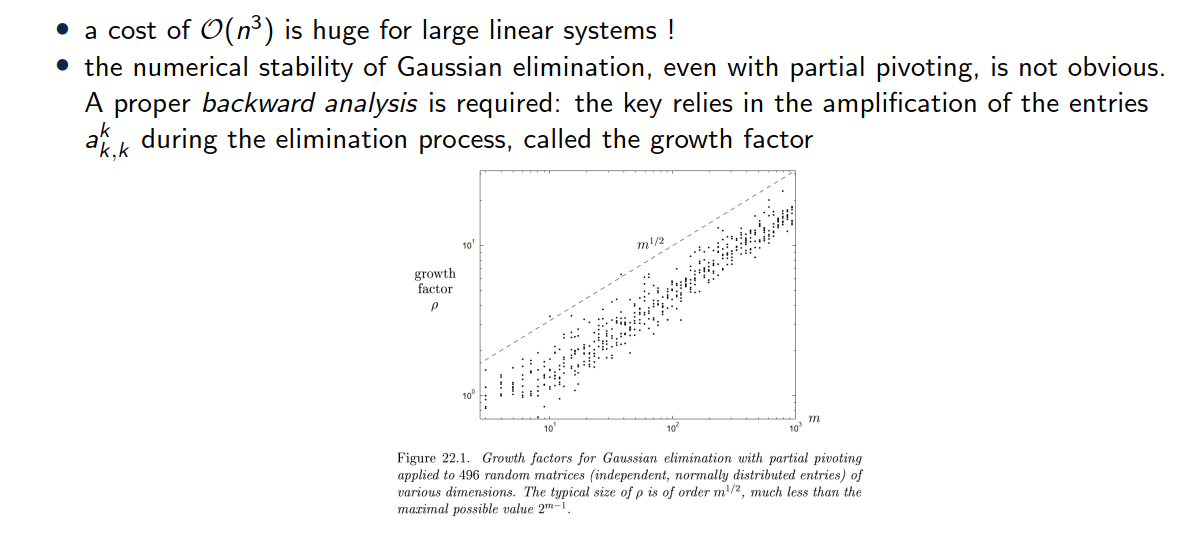 • a cost of 𝒪(n³) is huge for large linear systems !
• the numerical stability of Gaussian elimination, even with partial pivoting, is not obvious.
A proper backward analysis is required: the key relies in the amplification of the entries
aᵏₖ,ₖ during the elimination process, called the growth factor
m¹/²
10¹
growth
factor
ρ
10⁰
m
10¹ 10² 10³
Figure 22.1. Growth factors for Gaussian elimination with partial pivoting
applied to 496 random matrices (independent, normally distributed entries) of
various dimensions. The typical size of ρ is of order m¹/², much less than the
maximal possible value 2ᵐ⁻¹.